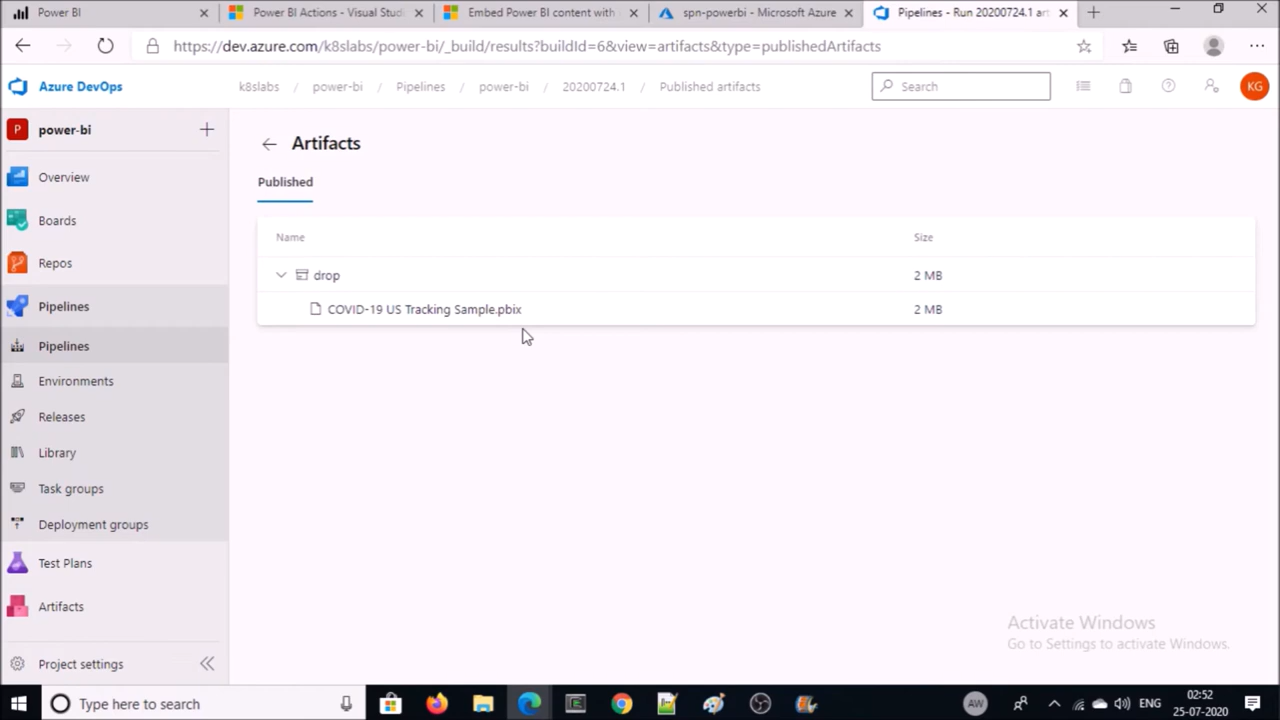 Power BI
Power BI Actions - Visual Studi
Embed Power BI content with
spn-powerbi - Microsoft Azure
Pipelines - Run 20200724.1 art
https://dev.azure.com/k8slabs/power-bi/_build/results?buildId=6&view=artifacts&type=publishedArtifacts
Azure DevOps
k8slabs / power-bi / Pipelines / power-bi / 20200724.1 / Published artifacts
Search
KG
P
power-bi
Overview
Boards
Repos
Pipelines
Pipelines
Environments
Releases
Library
Task groups
Deployment groups
Test Plans
Artifacts
Project settings
Artifacts
Published
Name Size
drop 2 MB
COVID-19 US Tracking Sample.pbix 2 MB
Activate Windows
Go to Settings to activate Windows.
Type here to search
AW
ENG
02:52
25-07-2020